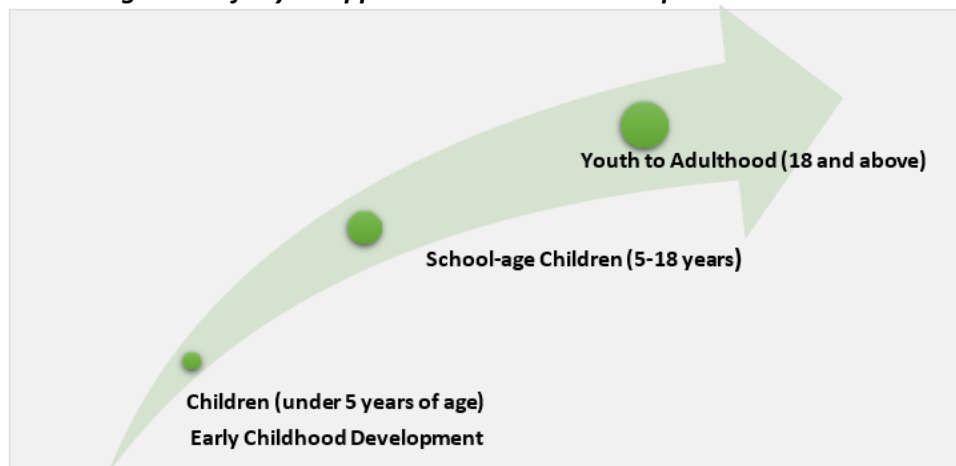 Youth to Adulthood (18 and above)
School-age Children (5-18 years)
Children (under 5 years of age)
Early Childhood Development